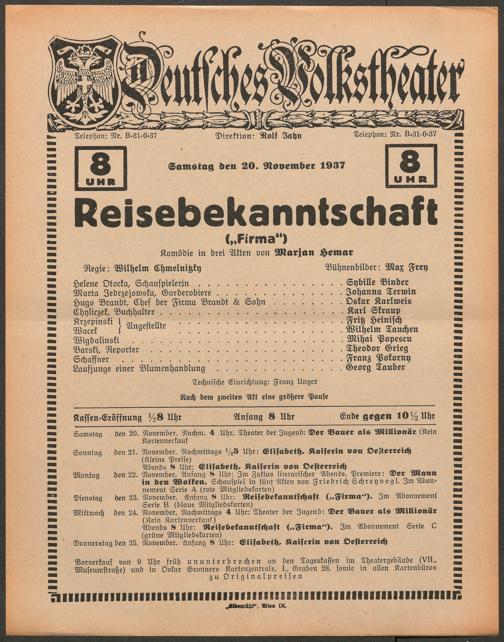 Deutsches Volkstheater
Telephon: Nr. B-31-0-37 Direktion: Rolf Jahn Telephon: Nr. B-31-0-37
8 UHR Samstag den 20. November 1937 8 UHR
Reisebekanntschaft
(„Firma“)
Komödie in drei Akten von Marjan Hemar
Regie: Wilhelm Chmelnitzky Bühnenbilder: Max Frey
Helene Otocka, Schauspielerin . . . Sybille Binder
Marta Jedrzejowska, Garderobiere . . . Johanna Terwin
Hugo Brandt, Chef der Firma Brandt & Sohn . . . Oskar Karlweis
Chyliczek, Buchhalter . . . Karl Skraup
Krzepinski } Angestellte . . . Fritz Heinisch
Wacek } . . . Wilhelm Tauchen
Wigdalinski . . . Mihai Popescu
Barski, Reporter . . . Theodor Grieg
Schaffner . . . Franz Pokorny
Laufjunge einer Blumenhandlung . . . Georg Tauber
Technische Einrichtung: Franz Unger
Nach dem zweiten Akt eine größere Pause
Kassen-Eröffnung ½8 Uhr Anfang 8 Uhr Ende gegen 10½ Uhr
Samstag den 20. November. Nachm. 4 Uhr. Theater der Jugend: Der Bauer als Millionär (Kein
Kartenverkauf
Sonntag den 21. November. Nachmittags ½5 Uhr: Elisabeth, Kaiserin von Oesterreich
(Kleine Preise)
Abends 8 Uhr: Elisabeth, Kaiserin von Oesterreich
Montag den 22. November. Anfang 8 Uhr: Im Zyklus literarischer Abende. Premiere: Der Mann
in den Wolken. Schauspiel in fünf Akten von Friedrich Schreyvogl. Im Abon-
nement Serie A (rote Mitgliedskarten)
Dienstag den 23. November. Anfang 8 Uhr: Reisebekanntschaft („Firma“). Im Abonnement
Serie B (blaue Mitgliedskarten)
Mittwoch den 24. November. Nachmittags 4 Uhr: Theater der Jugend: Der Bauer als Millionär
(Kein Kartenverkauf)
Abends 8 Uhr: Reisebekanntschaft („Firma“). Im Abonnement Serie C
(grüne Mitgliedskarten)
Donnerstag den 25. November. Anfang 8 Uhr: Elisabeth, Kaiserin von Oesterreich
Vorverkauf von 9 Uhr früh ununterbrochen an den Tageskassen im Theatergebäude (VII.,
Museumstraße) und in Oskar Gronners Kartenzentrale, I., Graben 28, sowie in allen Kartenbüros
zu Originalpreisen
„Elbemühl“, Wien IX.